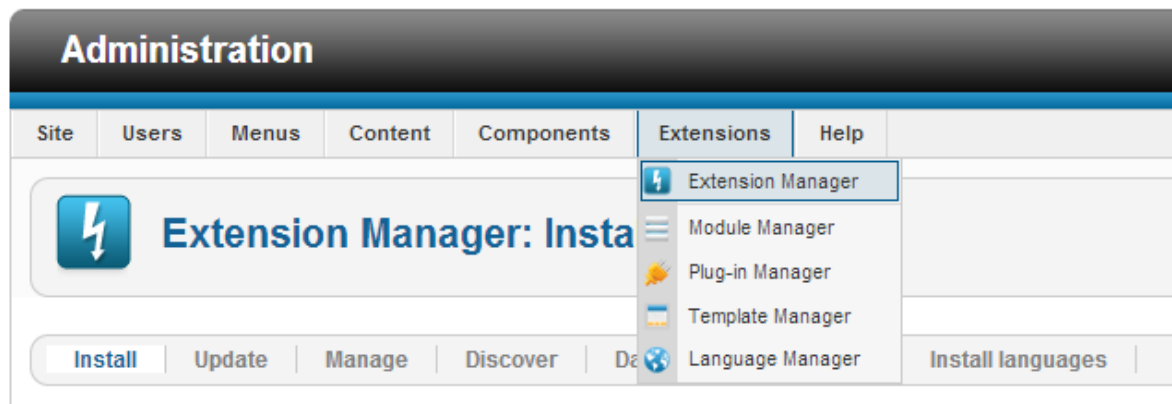 Administration
Site Users Menus Content Components Extensions Help
Extension Manager
Extension Manager: Insta
Module Manager
Plug-in Manager
Template Manager
Language Manager
Install Update Manage Discover Da Install languages